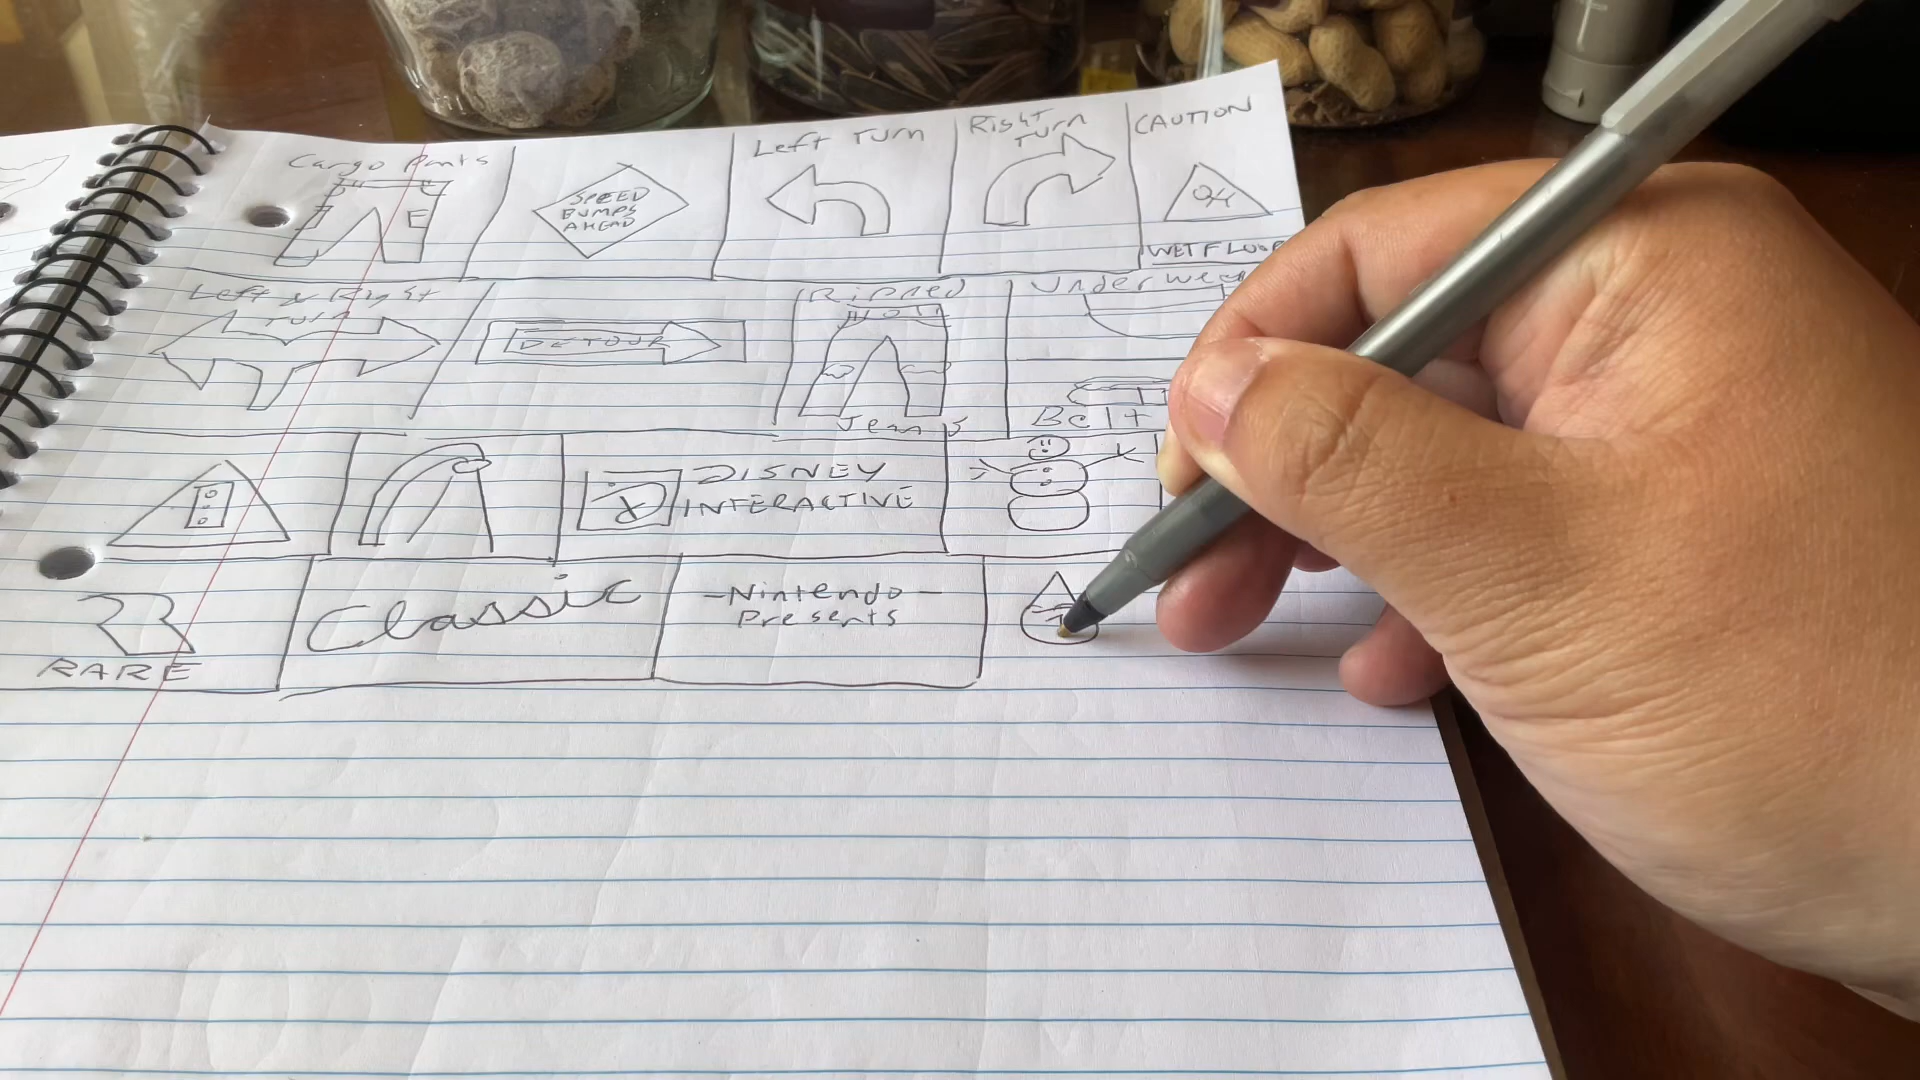 Cargo Pants
SPEED
BUMPS
AHEAD
Left Turn
Right
Turn
CAUTION
WET FLOOR
Left & Right
Turn
DETOUR
Ripped
Jeans
Underwear
Belt
DISNEY
INTERACTIVE
RARE
Classic
-Nintendo-
Presents